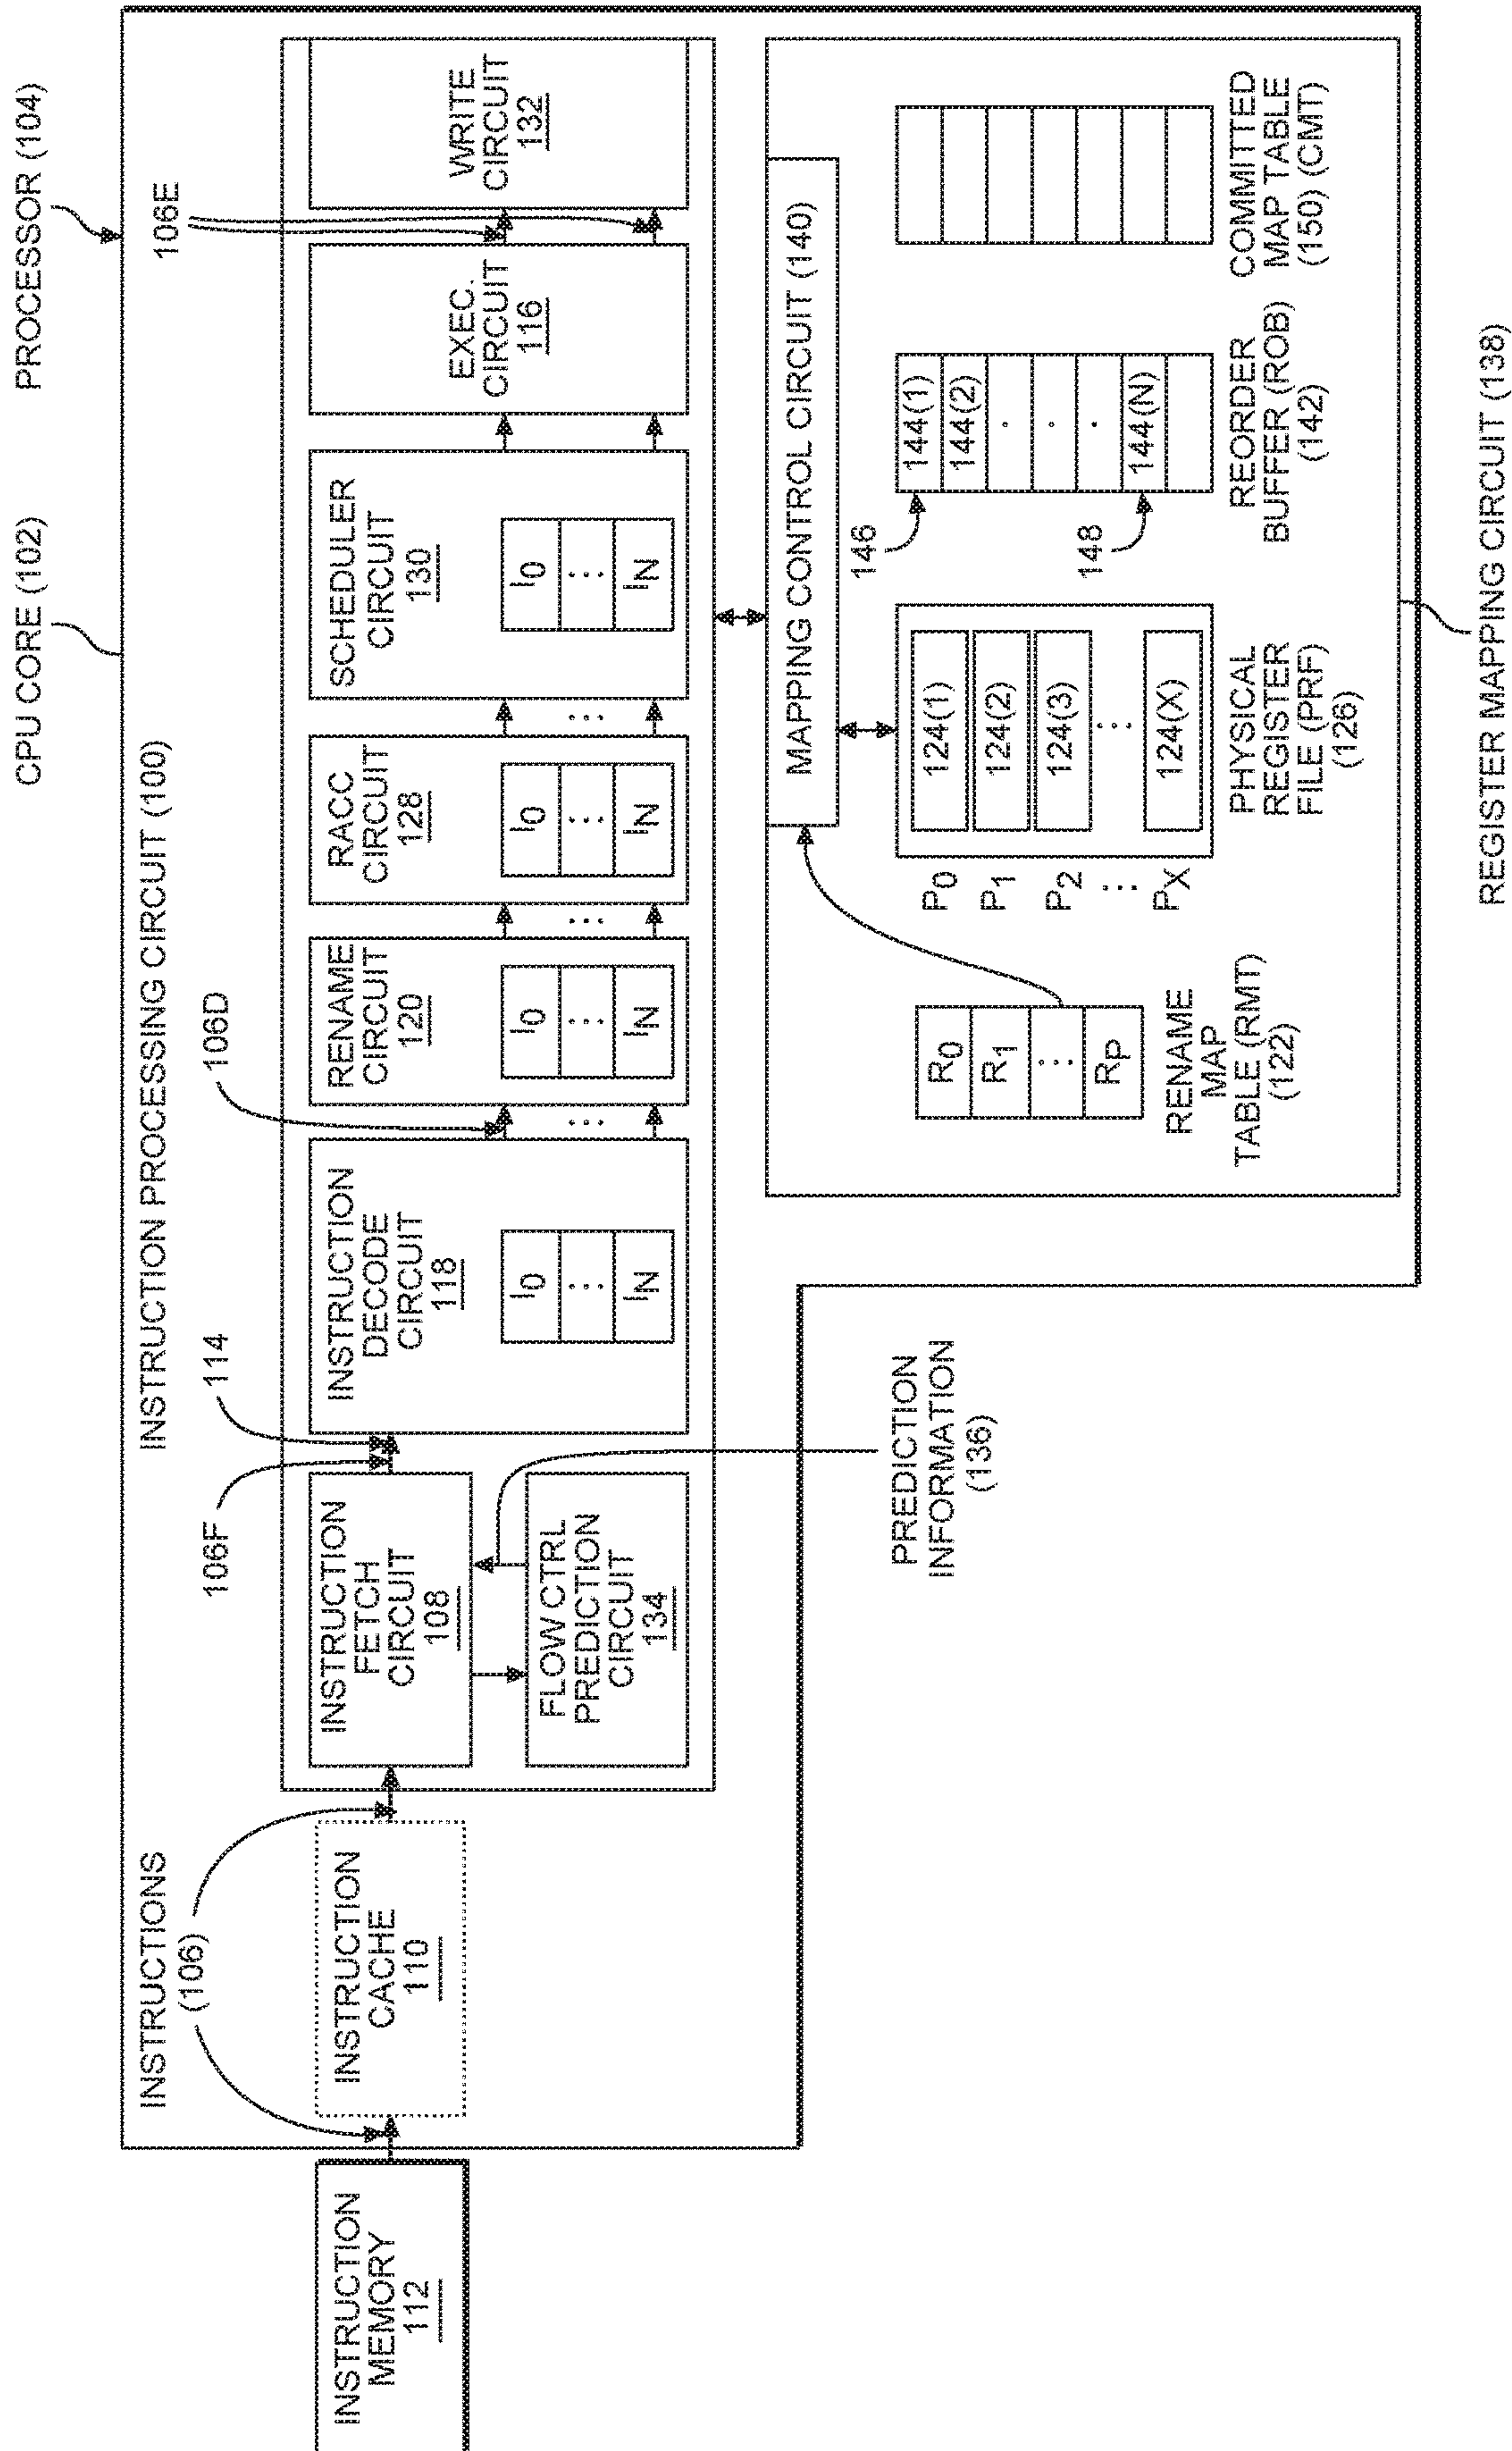 CPU CORE (102)
PROCESSOR (104)
INSTRUCTION PROCESSING CIRCUIT (100)
INSTRUCTIONS
(106)
106F
114
106D
106E
INSTRUCTION
MEMORY
112
INSTRUCTION
CACHE
110
INSTRUCTION
FETCH
CIRCUIT
108
FLOW CTRL
PREDICTION
CIRCUIT
134
INSTRUCTION
DECODE
CIRCUIT
118
I0
⋮
IN
...
RENAME
CIRCUIT
120
I0
⋮
IN
...
RACC
CIRCUIT
128
I0
⋮
IN
...
SCHEDULER
CIRCUIT
130
I0
⋮
IN
EXEC.
CIRCUIT
116
WRITE
CIRCUIT
132
PREDICTION
INFORMATION
(136)
MAPPING CONTROL CIRCUIT (140)
R0
R1
⋮
RP
RENAME
MAP
TABLE (RMT)
(122)
P0
124(1)
P1
124(2)
P2
124(3)
⋮
⋮
PX
124(X)
PHYSICAL
REGISTER
FILE (PRF)
(126)
146
148
144(1)
144(2)
.
.
.
144(N)
REORDER
BUFFER (ROB)
(142)
COMMITTED
MAP TABLE
(150) (CMT)
REGISTER MAPPING CIRCUIT (138)